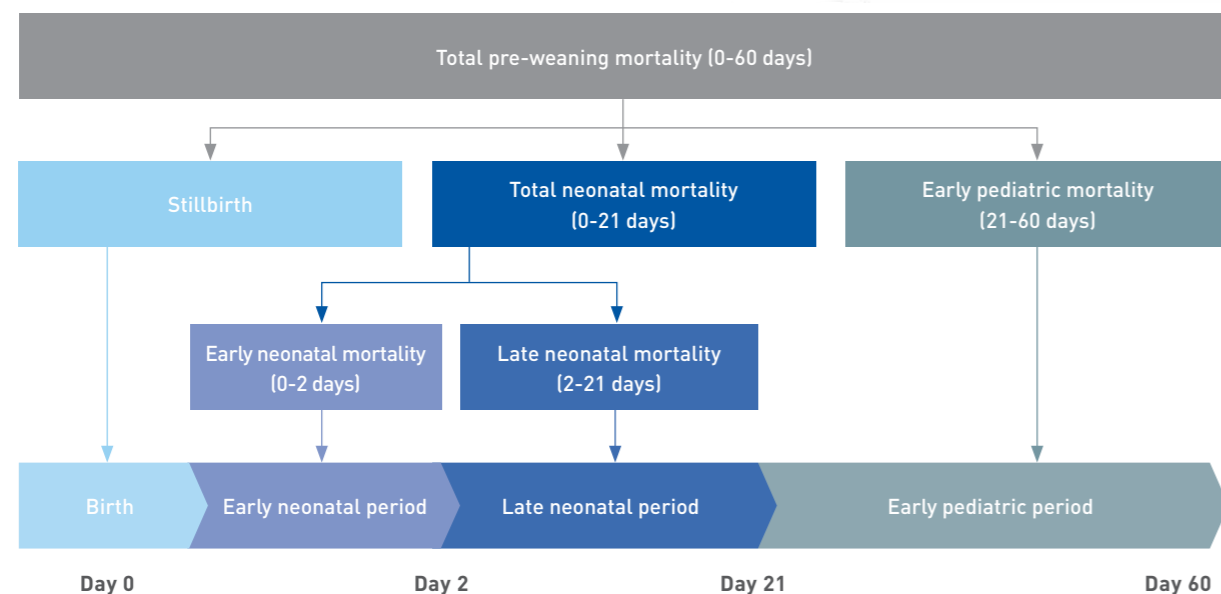 Total pre-weaning mortality (0-60 days)
Stillbirth
Total neonatal mortality
(0-21 days)
Early pediatric mortality
(21-60 days)
Early neonatal mortality
(0-2 days)
Late neonatal mortality
(2-21 days)
Birth
Early neonatal period
Late neonatal period
Early pediatric period
Day 0
Day 2
Day 21
Day 60